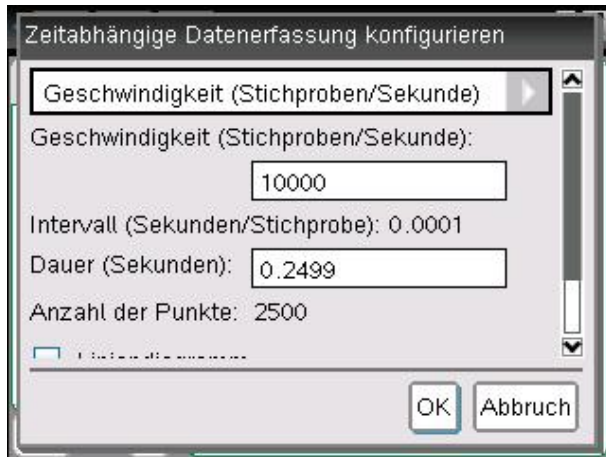 Zeitabhängige Datenerfassung konfigurieren
Geschwindigkeit (Stichproben/Sekunde)
Geschwindigkeit (Stichproben/Sekunde):
10000
Intervall (Sekunden/Stichprobe): 0.0001
Dauer (Sekunden): 0.2499
Anzahl der Punkte: 2500
OK Abbruch